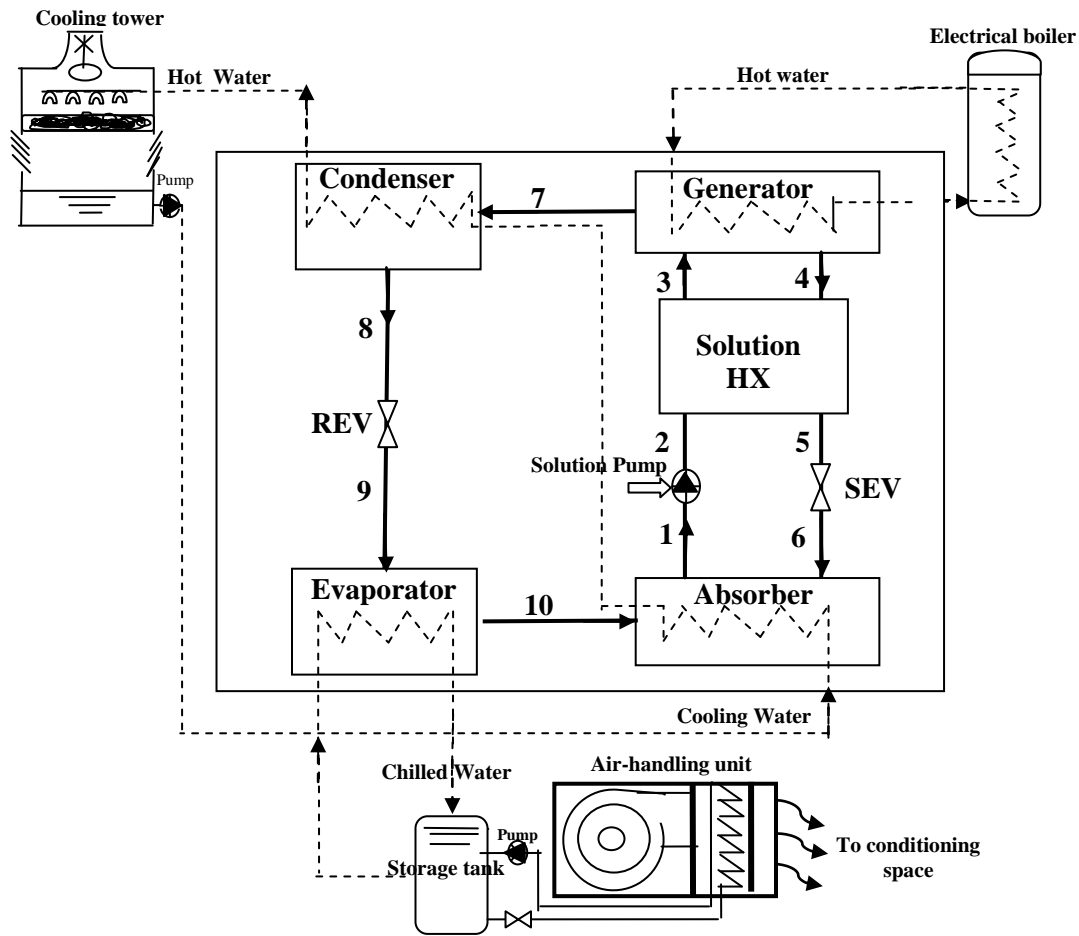 Cooling tower
Electrical boiler
Hot Water
Hot water
Pump
Condenser
7
Generator
3
4
8
Solution
HX
REV
2
5
Solution Pump
SEV
9
1
6
Evaporator
10
Absorber
Cooling Water
Chilled Water
Air-handling unit
Pump
Storage tank
To conditioning
space